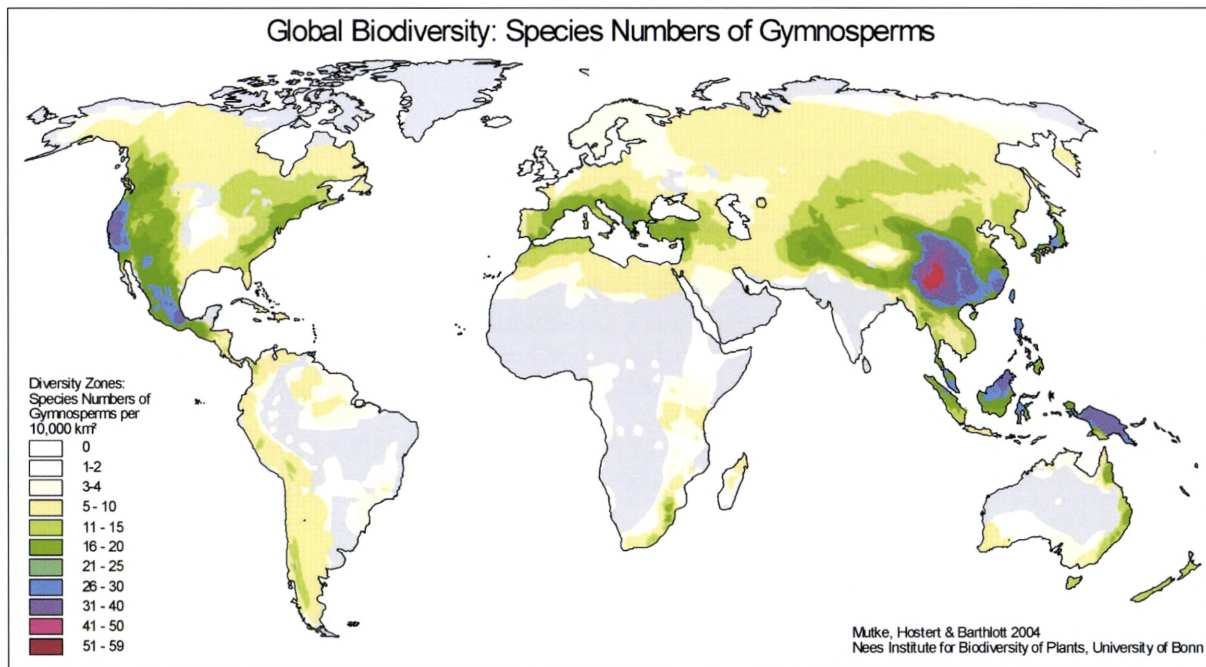 Global Biodiversity: Species Numbers of Gymnosperms
Diversity Zones:
Species Numbers of
Gymnosperms per
10,000 km²
0
1-2
3-4
5 - 10
11 - 15
16 - 20
21 - 25
26 - 30
31 - 40
41 - 50
51 - 59
Mutke, Hostert & Barthlott 2004
Nees Institute for Biodiversity of Plants, University of Bonn